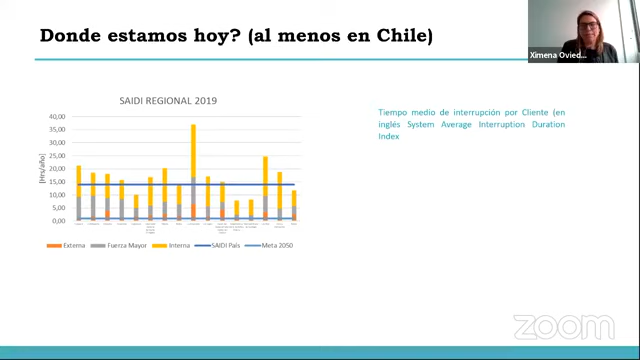 Donde estamos hoy? (al menos en Chile)
Ximena Ovied...
SAIDI REGIONAL 2019
Tiempo medio de interrupción por Cliente (en
inglés System Average Interruption Duration
Index
[Hrs/año]
40,00
35,00
30,00
25,00
20,00
15,00
10,00
5,00
0,00
Externa
Fuerza Mayor
Interna
SAIDI País
Meta 2050
zoom